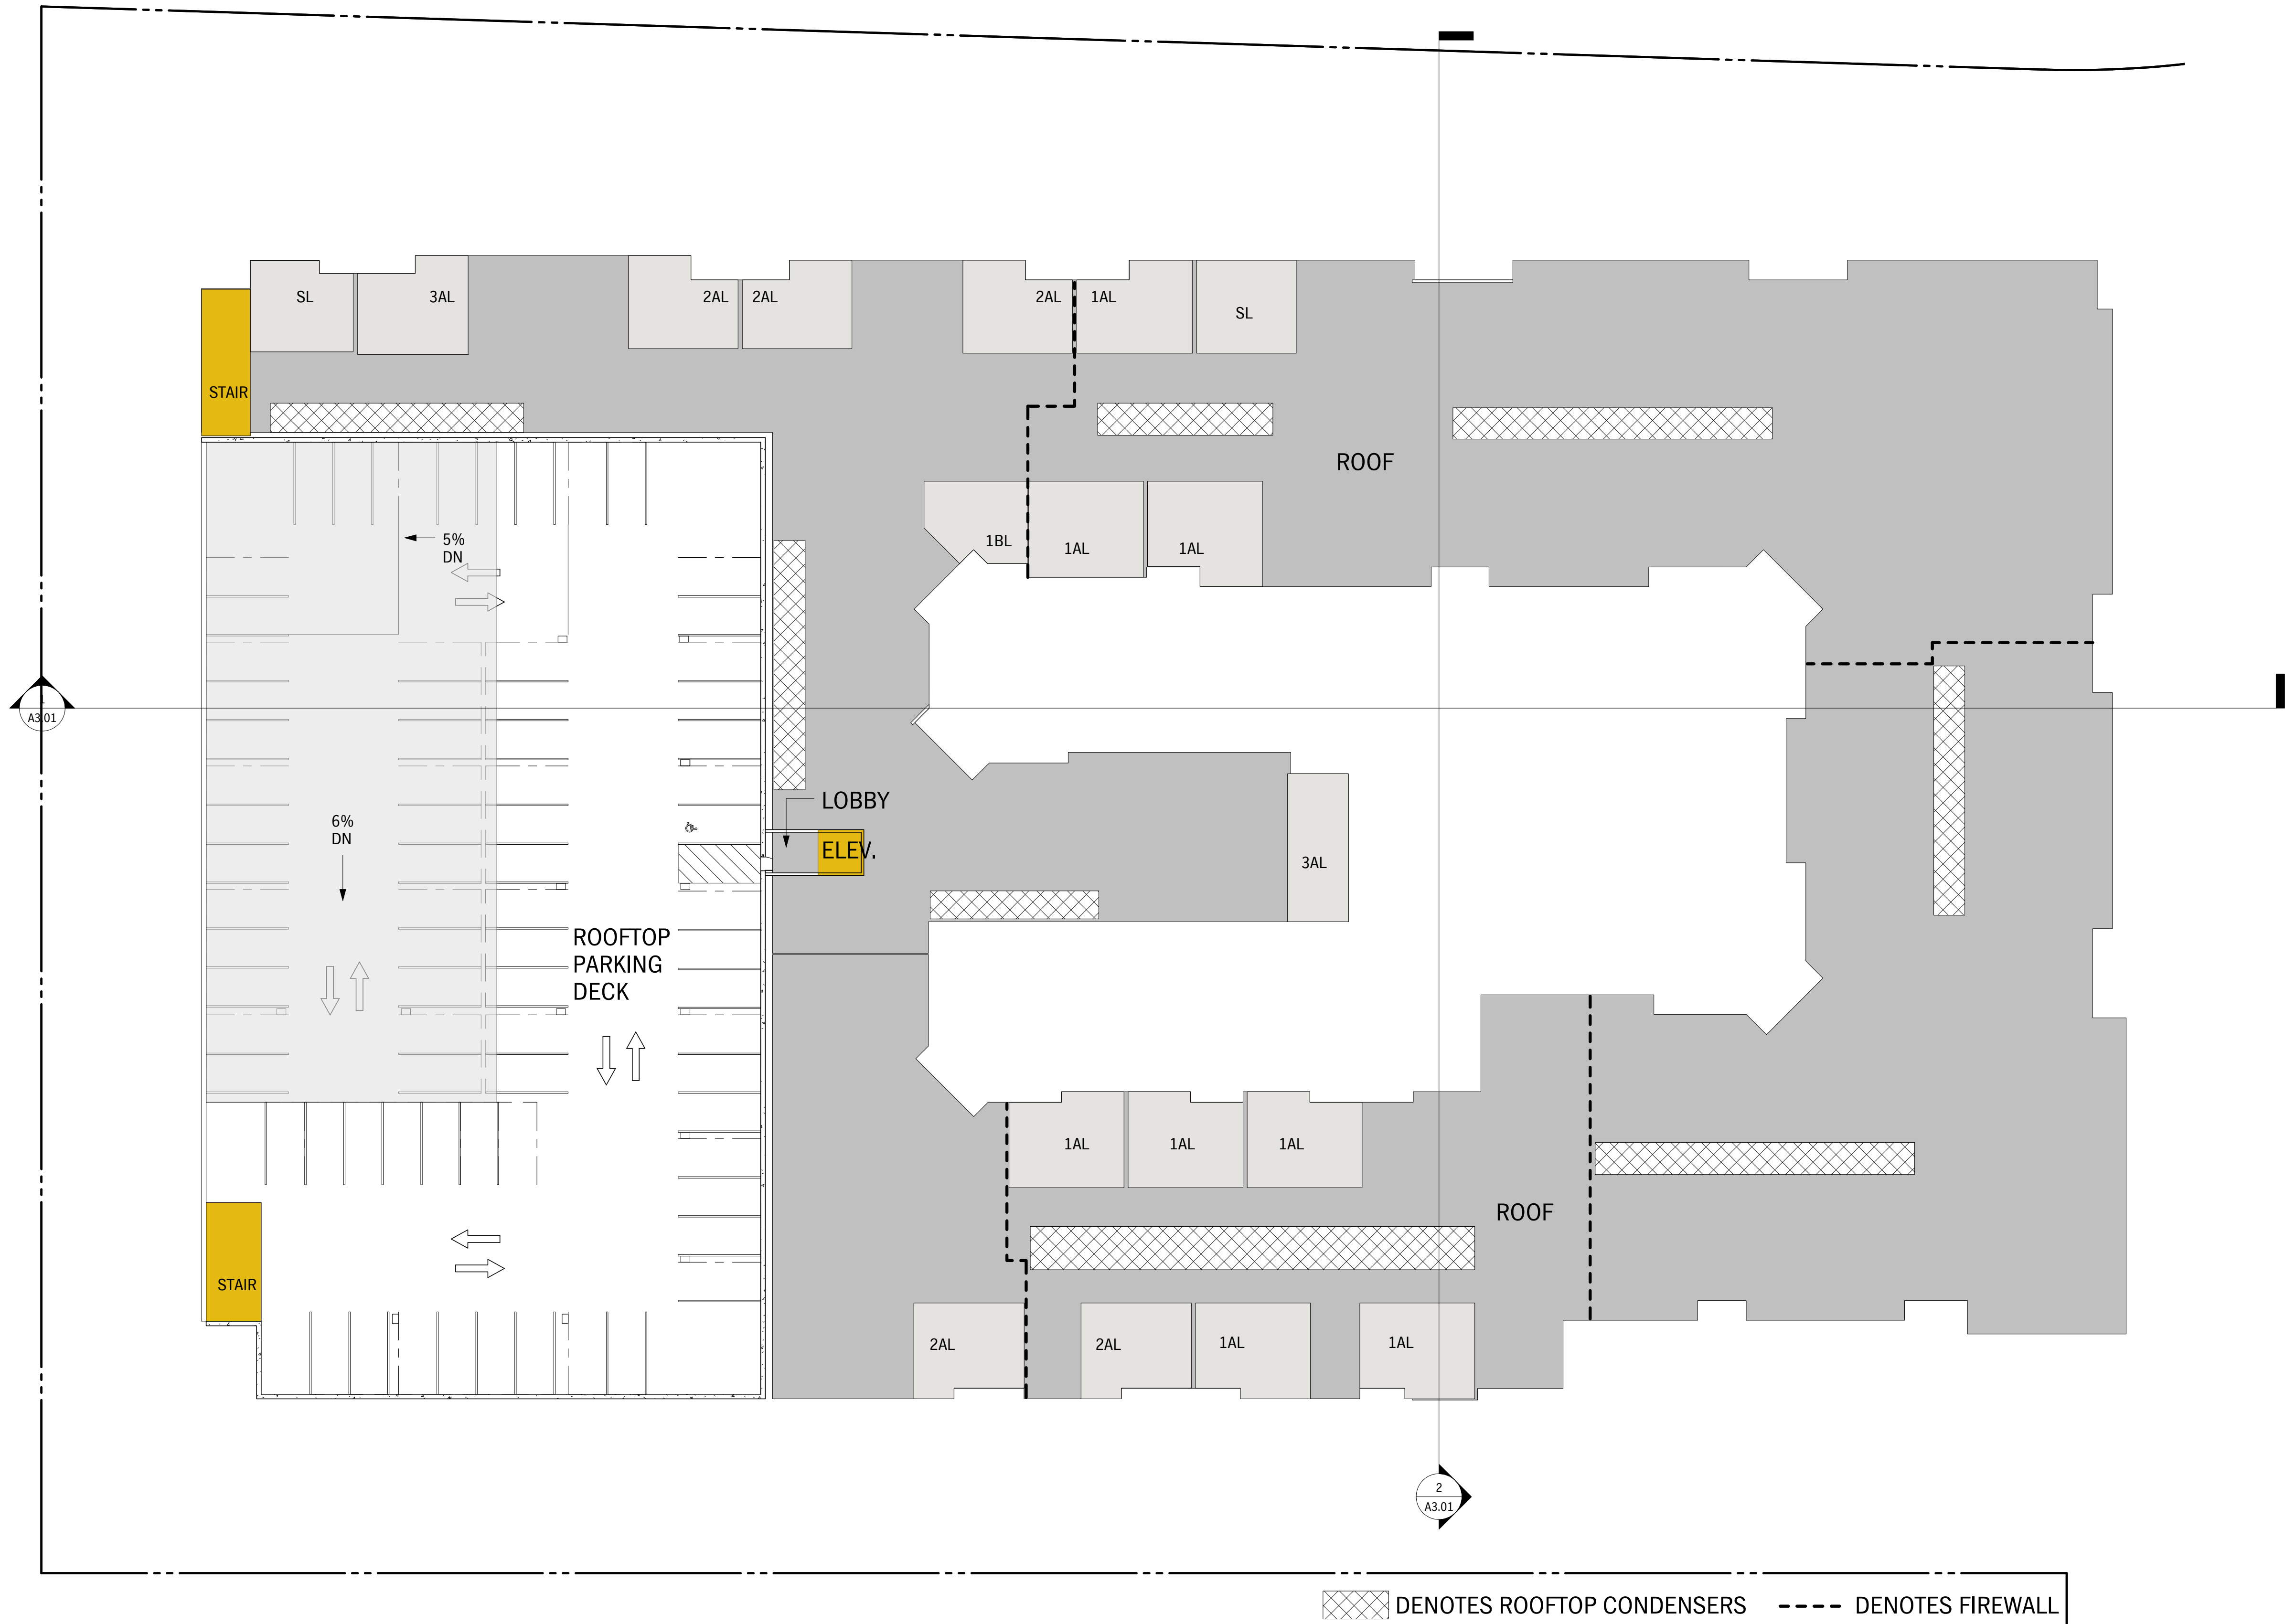 SL
3AL
2AL
2AL
2AL
1AL
SL
STAIR
ROOF
5%
DN
1BL
1AL
1AL
A3.01
6%
DN
LOBBY
ELEV.
3AL
ROOFTOP
PARKING
DECK
1AL
1AL
1AL
ROOF
STAIR
2AL
2AL
1AL
1AL
2
A3.01
DENOTES ROOFTOP CONDENSERS
DENOTES FIREWALL